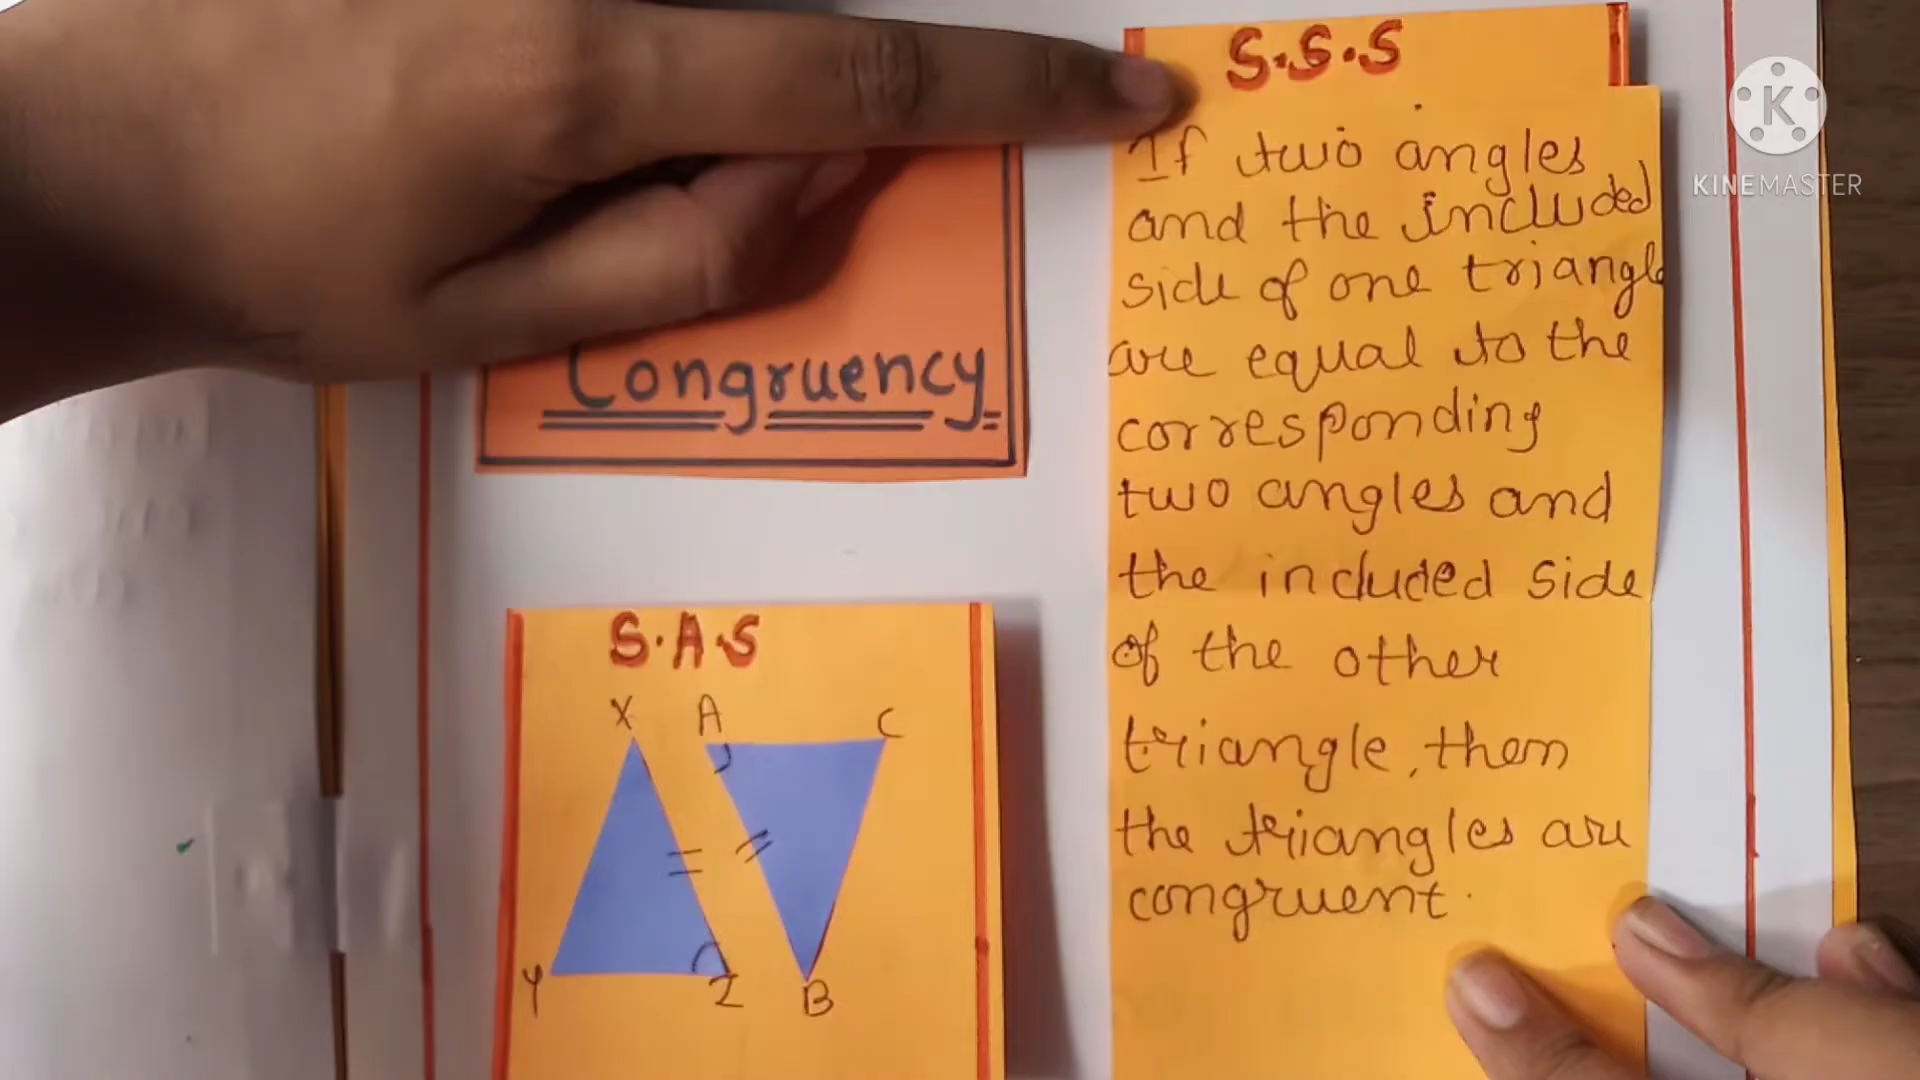 Congruency
S.A.S
X A C
Y Z B
S.S.S
If two angles
and the included
side of one triangle
are equal to the
corresponding
two angles and
the included side
of the other
triangle, then
the triangles are
congruent.
K
KINEMASTER